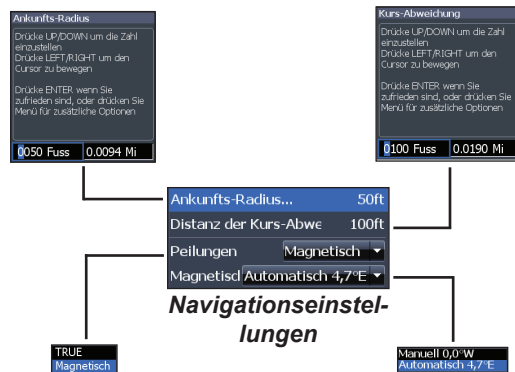 Ankunfts-Radius
Drücke UP/DOWN um die Zahl
einzustellen
Drücke LEFT/RIGHT um den
Cursor zu bewegen
Drücke ENTER wenn Sie
zufrieden sind, oder drücken Sie
Menü für zusätzliche Optionen
0050 Fuss 0.0094 Mi
Kurs-Abweichung
Drücke UP/DOWN um die Zahl
einzustellen
Drücke LEFT/RIGHT um den
Cursor zu bewegen
Drücke ENTER wenn Sie
zufrieden sind, oder drücken Sie
Menü für zusätzliche Optionen
0100 Fuss 0.0190 Mi
Ankunfts-Radius... 50ft
Distanz der Kurs-Abwe 100ft
Peilungen Magnetisch
Magnetiscl Automatisch 4,7°E
Navigationseinstel-
lungen
TRUE
Magnetisch
Manuell 0,0°W
Automatisch 4,7°E